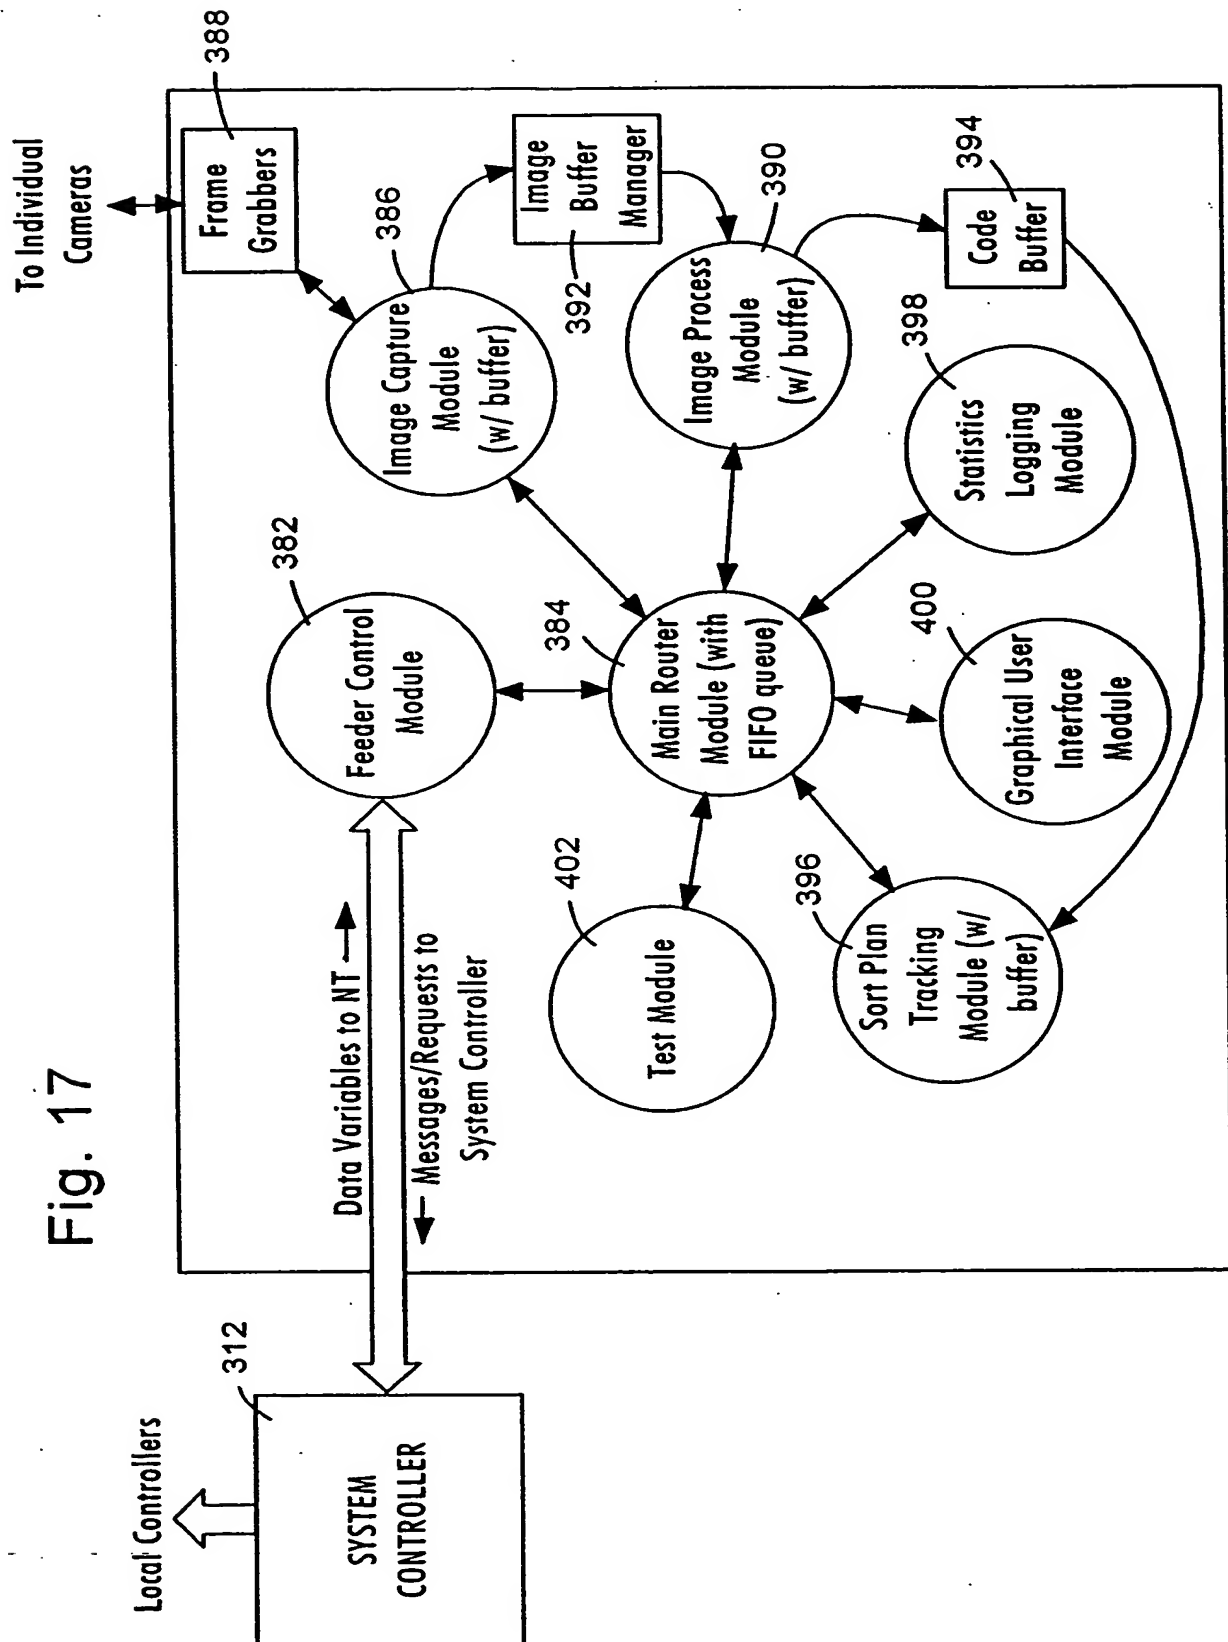 Fig. 17
To Individual
Cameras
388
Frame
Grabbers
Local Controllers
312
SYSTEM
CONTROLLER
Data Variables to NT
Messages/Requests to
System Controller
382
Feeder Control
Module
386
Image Capture
Module
(w/ buffer)
Image
Buffer
Manager
392
390
Image Process
Module
(w/ buffer)
394
Code
Buffer
384
Main Router
Module (with
FIFO queue)
398
Statistics
Logging
Module
400
Graphical User
Interface
Module
396
Sort Plan
Tracking
Module (w/
buffer)
402
Test Module